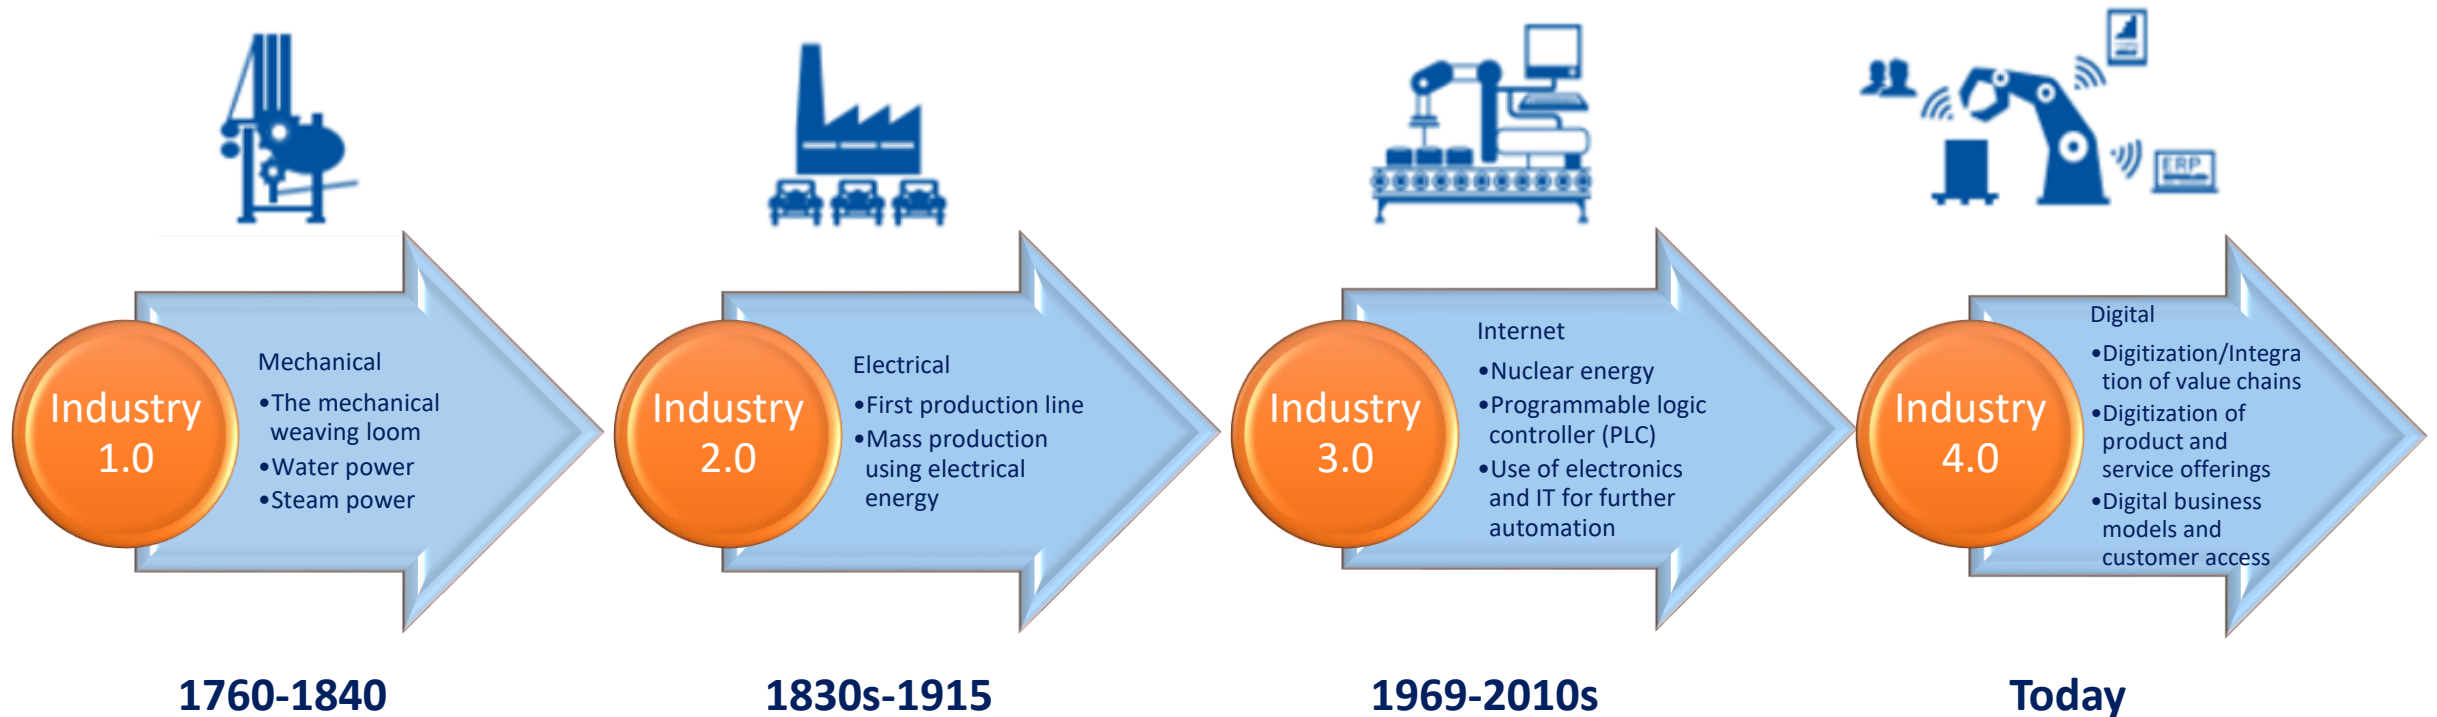 ERP
Industry
1.0
Mechanical
•The mechanical
weaving loom
•Water power
•Steam power
1760-1840
Industry
2.0
Electrical
•First production line
•Mass production
using electrical
energy
1830s-1915
Industry
3.0
Internet
•Nuclear energy
•Programmable logic
controller (PLC)
•Use of electronics
and IT for further
automation
1969-2010s
Industry
4.0
Digital
•Digitization/Integra
tion of value chains
•Digitization of
product and
service offerings
•Digital business
models and
customer access
Today